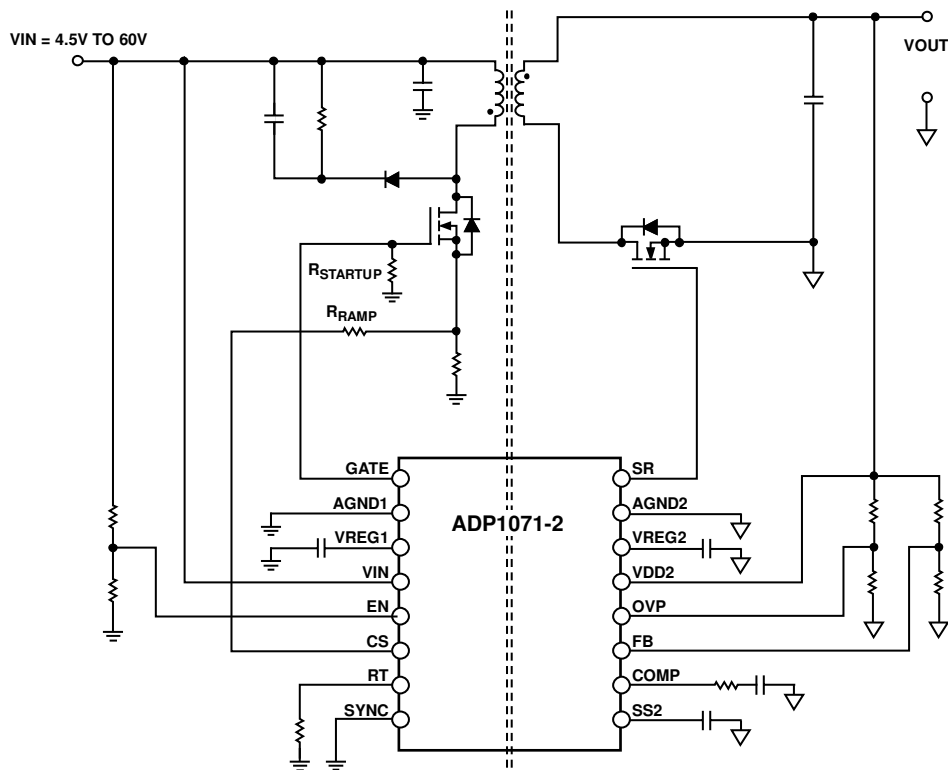 VIN = 4.5V TO 60V
VOUT
RSTARTUP
RRAMP
GATE
SR
AGND1
AGND2
ADP1071-2
VREG1
VREG2
VIN
VDD2
EN
OVP
CS
FB
RT
COMP
SYNC
SS2